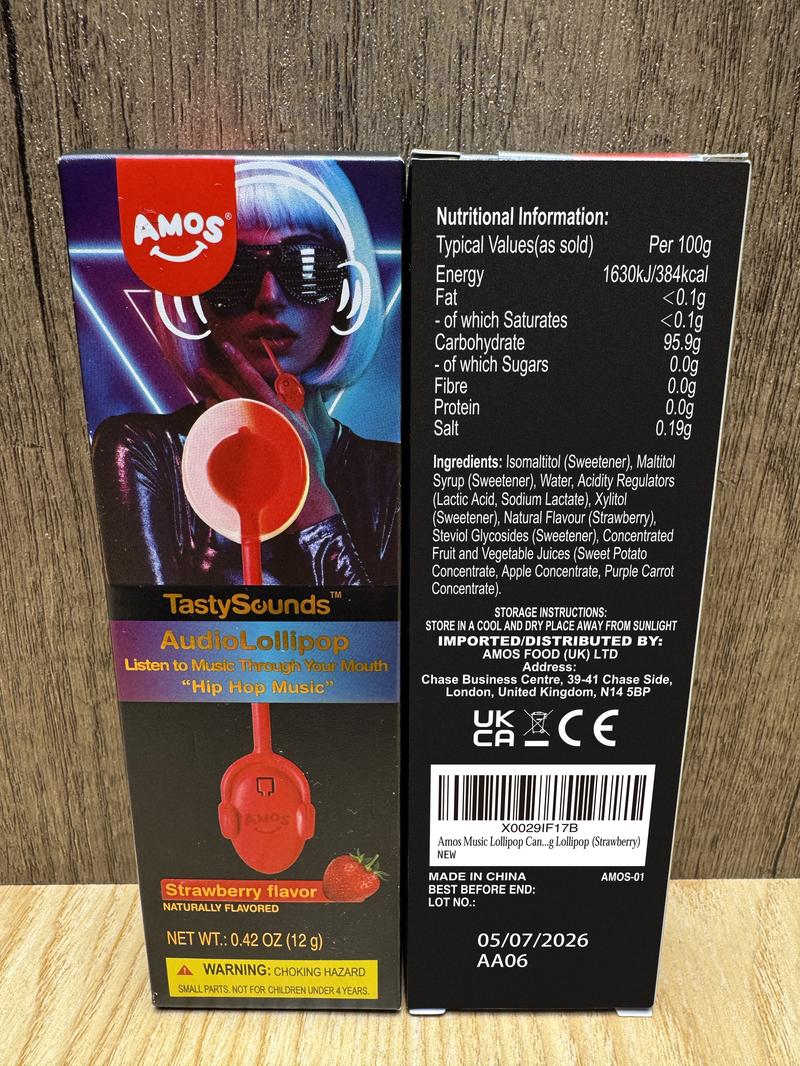 AMOS®
TastySounds™
AudioLollipop
Listen to Music Through Your Mouth
“Hip Hop Music”
AMOS
Strawberry flavor
NATURALLY FLAVORED
NET WT.: 0.42 OZ (12 g)
WARNING: CHOKING HAZARD
SMALL PARTS. NOT FOR CHILDREN UNDER 4 YEARS.
Nutritional Information:
Typical Values(as sold) Per 100g
Energy 1630kJ/384kcal
Fat <0.1g
- of which Saturates <0.1g
Carbohydrate 95.9g
- of which Sugars 0.0g
Fibre 0.0g
Protein 0.0g
Salt 0.19g
Ingredients: Isomaltitol (Sweetener), Maltitol
Syrup (Sweetener), Water, Acidity Regulators
(Lactic Acid, Sodium Lactate), Xylitol
(Sweetener), Natural Flavour (Strawberry),
Steviol Glycosides (Sweetener), Concentrated
Fruit and Vegetable Juices (Sweet Potato
Concentrate, Apple Concentrate, Purple Carrot
Concentrate).
STORAGE INSTRUCTIONS:
STORE IN A COOL AND DRY PLACE AWAY FROM SUNLIGHT
IMPORTED/DISTRIBUTED BY:
AMOS FOOD (UK) LTD
Address:
Chase Business Centre, 39-41 Chase Side,
London, United Kingdom, N14 5BP
UK
CA CE
X0029IF17B
Amos Music Lollipop Can...g Lollipop (Strawberry)
NEW
MADE IN CHINA AMOS-01
BEST BEFORE END:
LOT NO.:
05/07/2026
AA06